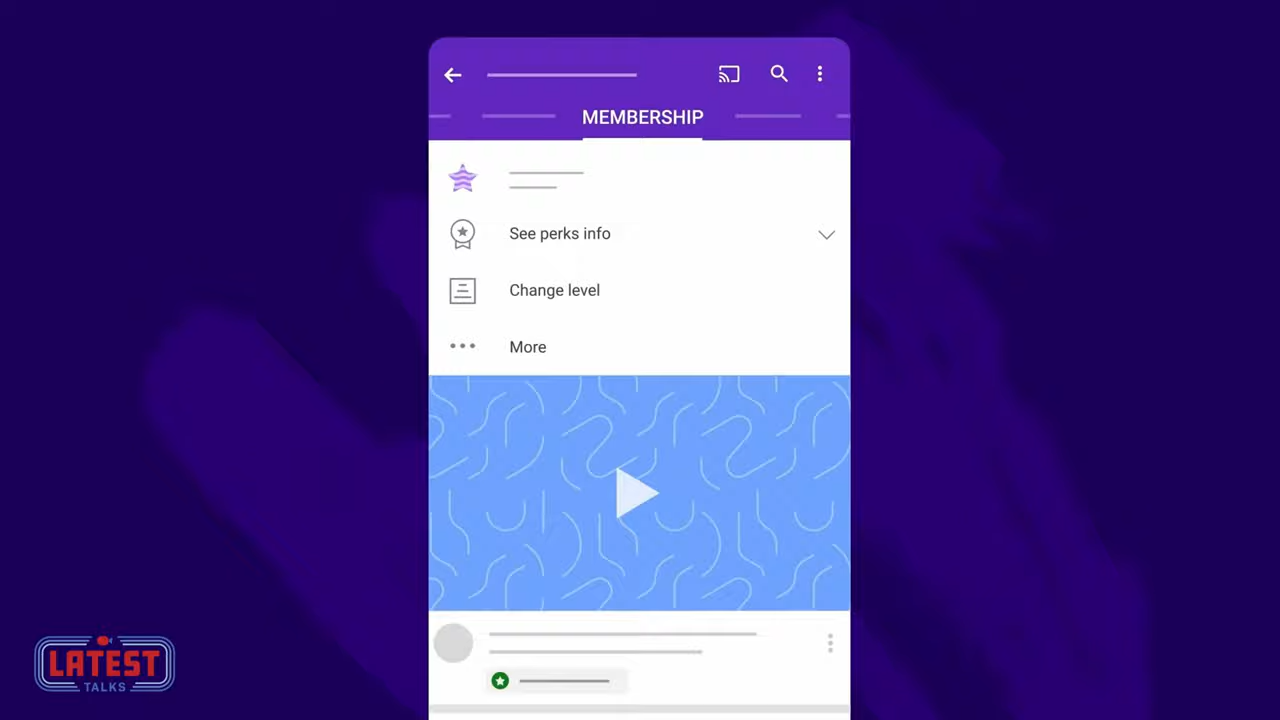 MEMBERSHIP
See perks info
Change level
More
LATEST
TALKS